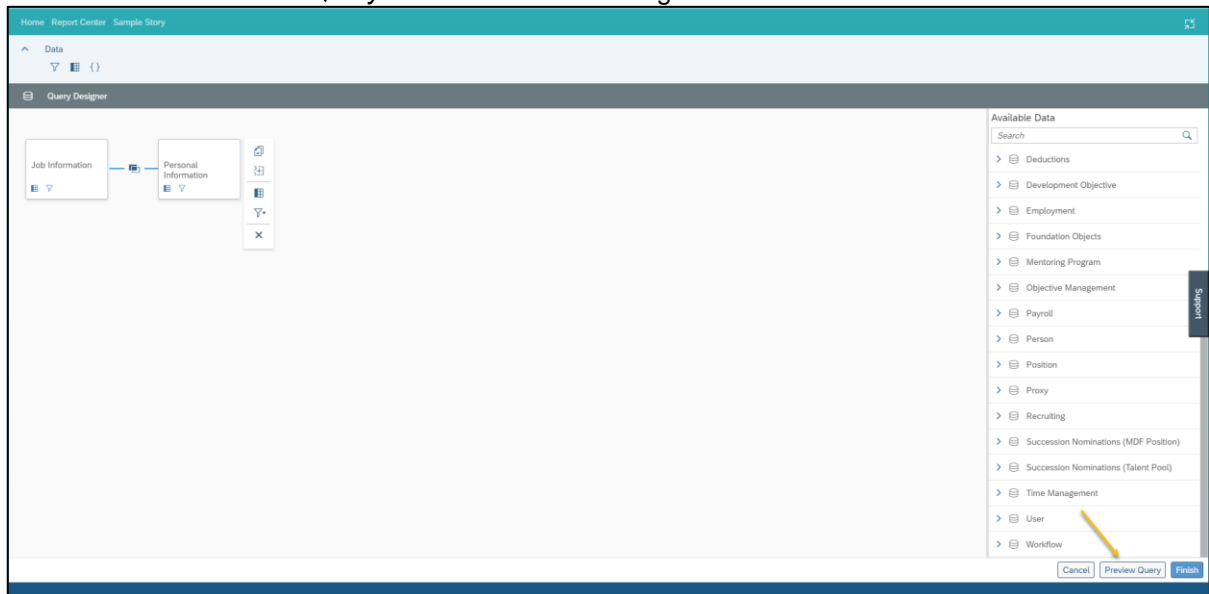 Home Report Center Sample Story
Data
Query Designer
Job Information
Personal
Information
Available Data
Search
Deductions
Development Objective
Employment
Foundation Objects
Mentoring Program
Objective Management
Payroll
Person
Position
Proxy
Recruiting
Succession Nominations (MDF Position)
Succession Nominations (Talent Pool)
Time Management
User
Workflow
Support
Cancel Preview Query Finish